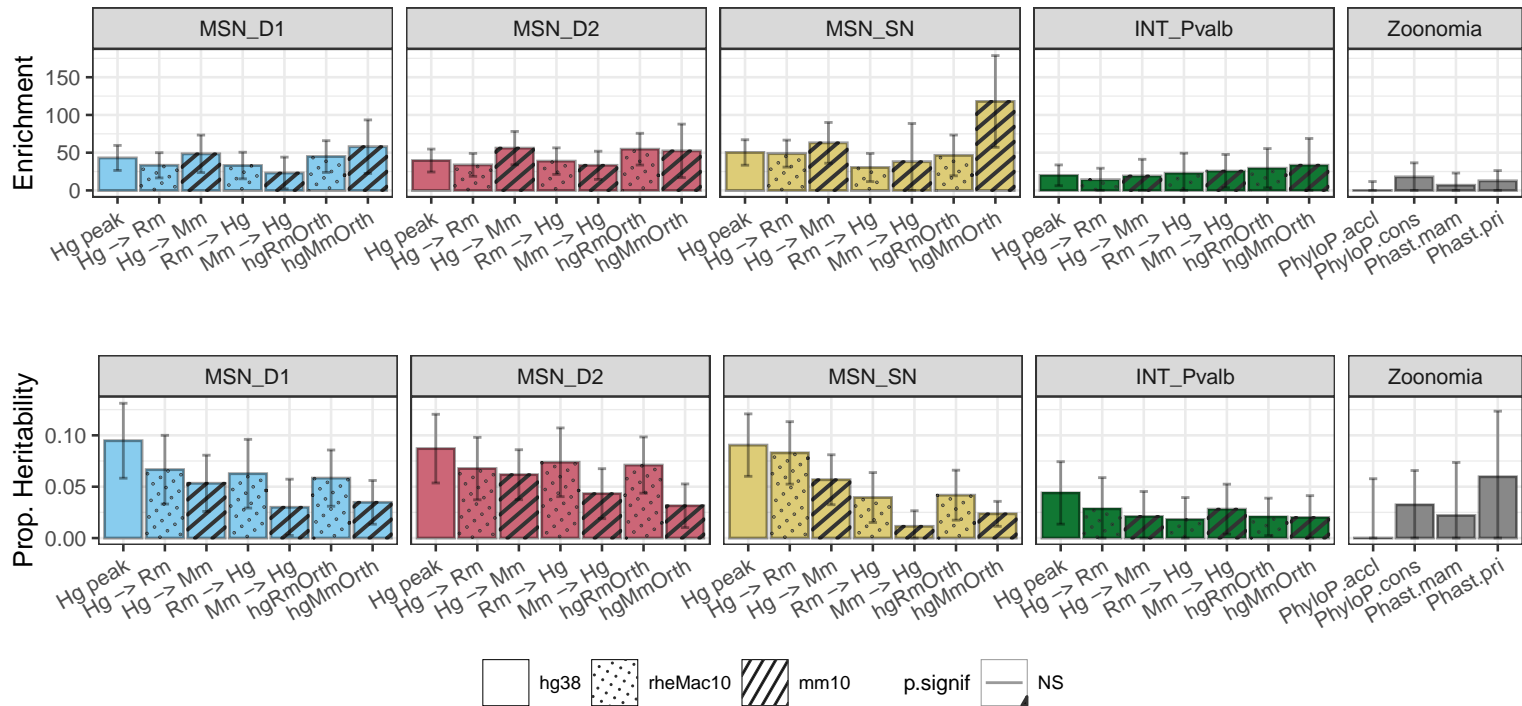 MSN_D1 MSN_D2 MSN_SN INT_Pvalb Zoonomia
Enrichment
150
100
50
0
Hg peak Hg −> Rm Hg −> Mm Rm −> Hg Mm −> Hg hgRmOrth hgMmOrth Hg peak Hg −> Rm Hg −> Mm Rm −> Hg Mm −> Hg hgRmOrth hgMmOrth Hg peak Hg −> Rm Hg −> Mm Rm −> Hg Mm −> Hg hgRmOrth hgMmOrth Hg peak Hg −> Rm Hg −> Mm Rm −> Hg Mm −> Hg hgRmOrth hgMmOrth PhyloP.accl PhyloP.cons Phast.mam Phast.pri
MSN_D1 MSN_D2 MSN_SN INT_Pvalb Zoonomia
Prop. Heritability
0.10
0.05
0.00
Hg peak Hg −> Rm Hg −> Mm Rm −> Hg Mm −> Hg hgRmOrth hgMmOrth Hg peak Hg −> Rm Hg −> Mm Rm −> Hg Mm −> Hg hgRmOrth hgMmOrth Hg peak Hg −> Rm Hg −> Mm Rm −> Hg Mm −> Hg hgRmOrth hgMmOrth Hg peak Hg −> Rm Hg −> Mm Rm −> Hg Mm −> Hg hgRmOrth hgMmOrth PhyloP.accl PhyloP.cons Phast.mam Phast.pri
hg38 rheMac10 mm10 p.signif NS